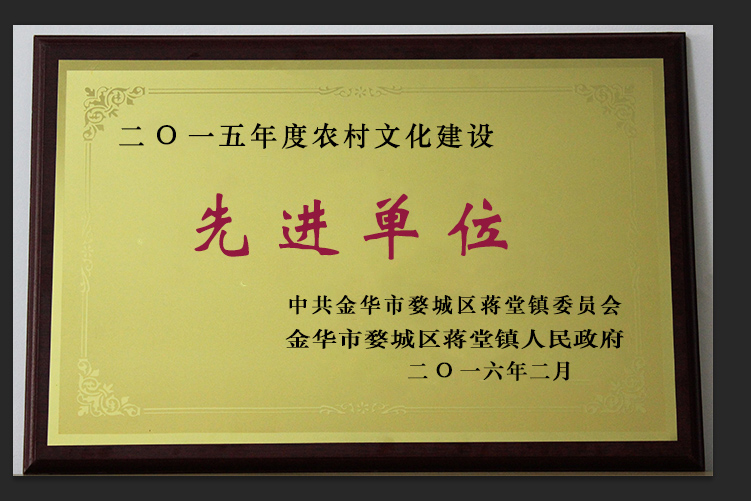 二O一五年度农村文化建设
先进单位
中共金华市婺城区蒋堂镇委员会
金华市婺城区蒋堂镇人民政府
二O一六年二月